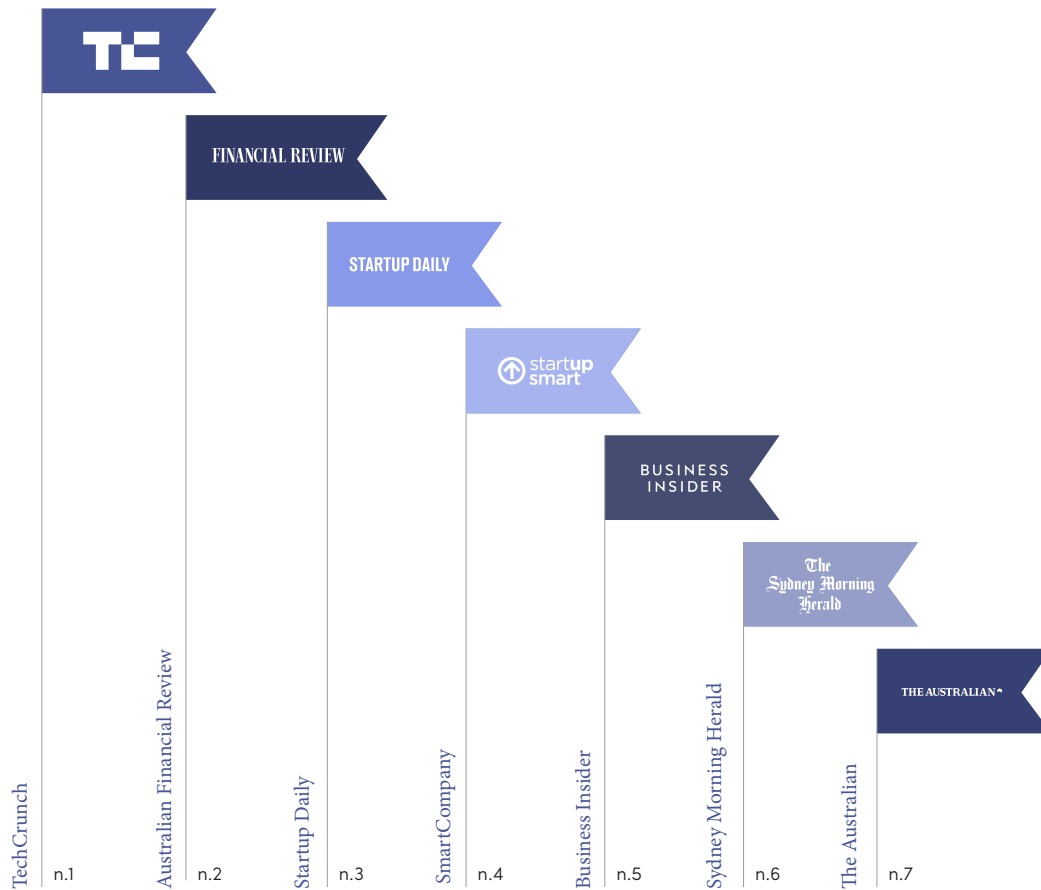 TC
FINANCIAL REVIEW
STARTUP DAILY
startup
smart
BUSINESS
INSIDER
The
Sydney Morning
Herald
THE AUSTRALIAN
TechCrunch
n.1
Australian Financial Review
n.2
Startup Daily
n.3
SmartCompany
n.4
Business Insider
n.5
Sydney Morning Herald
n.6
The Australian
n.7